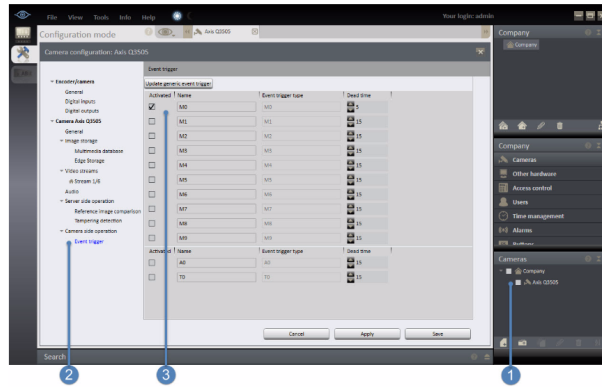 File View Tools Info Help
Your login: admin
Configuration mode
Axis Q3505
Camera configuration: Axis Q3505
Event trigger
Encoder/camera
General
Digital inputs
Digital outputs
Camera Axis Q3505
General
Image storage
Multimedia database
Edge Storage
Video streams
Stream 1/6
Audio
Server side operation
Reference image comparison
Tampering detection
Camera side operation
Event trigger
Update generic event trigger
Activated Name Event trigger type Dead time
M0 M0 5
M1 M1 15
M2 M2 15
M3 M3 15
M4 M4 15
M5 M5 15
M6 M6 15
M7 M7 15
M8 M8 15
M9 M9 15
Activated Name Event trigger type Dead time
A0 A0 15
T0 T0 15
Cancel Apply Save
Search
Company
Company
Company
Cameras
Other hardware
Access control
Users
Time management
Alarms
Buttons
Cameras
Company
Axis Q3505
2
3
1